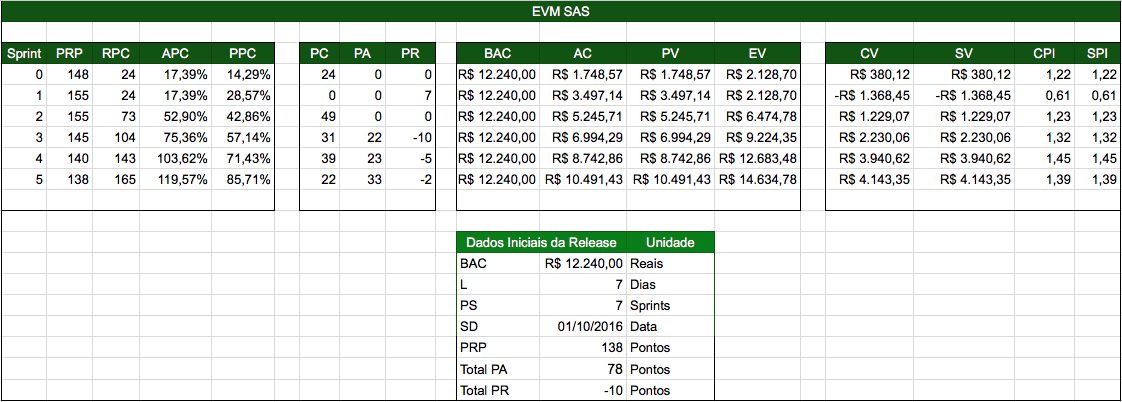 EVM SAS
Sprint PRP RPC APC PPC PC PA PR BAC AC PV EV CV SV CPI SPI
0 148 24 17,39% 14,29% 24 0 0 R$ 12.240,00 R$ 1.748,57 R$ 1.748,57 R$ 2.128,70 R$ 380,12 R$ 380,12 1,22 1,22
1 155 24 17,39% 28,57% 0 0 7 R$ 12.240,00 R$ 3.497,14 R$ 3.497,14 R$ 2.128,70 -R$ 1.368,45 -R$ 1.368,45 0,61 0,61
2 155 73 52,90% 42,86% 49 0 0 R$ 12.240,00 R$ 5.245,71 R$ 5.245,71 R$ 6.474,78 R$ 1.229,07 R$ 1.229,07 1,23 1,23
3 145 104 75,36% 57,14% 31 22 -10 R$ 12.240,00 R$ 6.994,29 R$ 6.994,29 R$ 9.224,35 R$ 2.230,06 R$ 2.230,06 1,32 1,32
4 140 143 103,62% 71,43% 39 23 -5 R$ 12.240,00 R$ 8.742,86 R$ 8.742,86 R$ 12.683,48 R$ 3.940,62 R$ 3.940,62 1,45 1,45
5 138 165 119,57% 85,71% 22 33 -2 R$ 12.240,00 R$ 10.491,43 R$ 10.491,43 R$ 14.634,78 R$ 4.143,35 R$ 4.143,35 1,39 1,39
Dados Iniciais da Release Unidade
BAC R$ 12.240,00 Reais
L 7 Dias
PS 7 Sprints
SD 01/10/2016 Data
PRP 138 Pontos
Total PA 78 Pontos
Total PR -10 Pontos